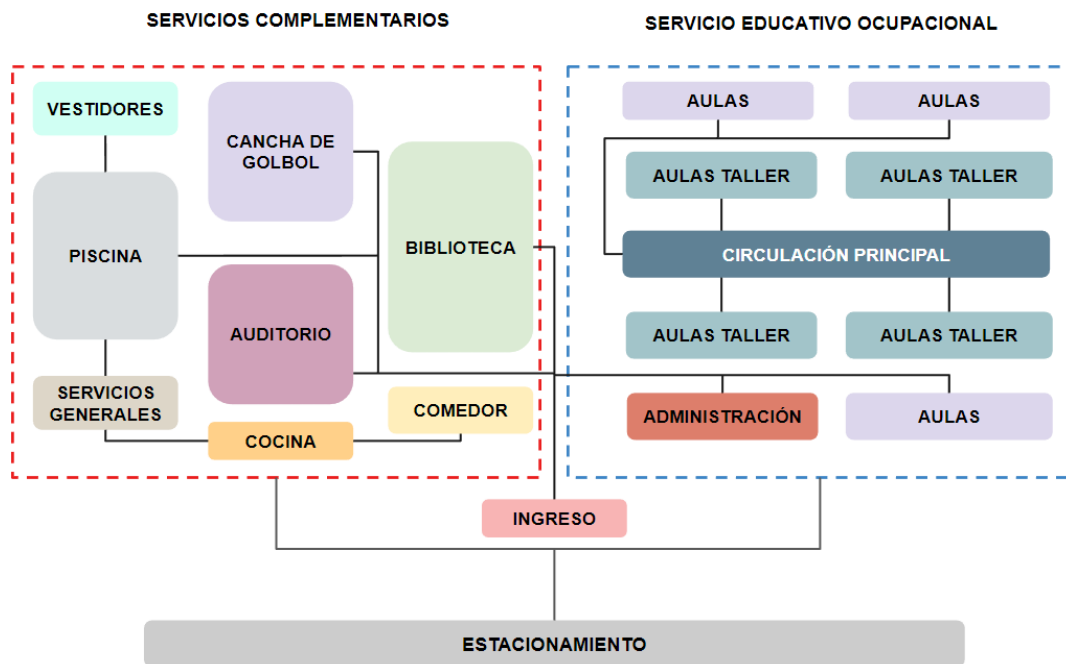 SERVICIOS COMPLEMENTARIOS
SERVICIO EDUCATIVO OCUPACIONAL
VESTIDORES
CANCHA DE
GOLBOL
PISCINA
AUDITORIO
BIBLIOTECA
SERVICIOS
GENERALES
COCINA
COMEDOR
AULAS
AULAS
AULAS TALLER
AULAS TALLER
CIRCULACIÓN PRINCIPAL
AULAS TALLER
AULAS TALLER
ADMINISTRACIÓN
AULAS
INGRESO
ESTACIONAMIENTO